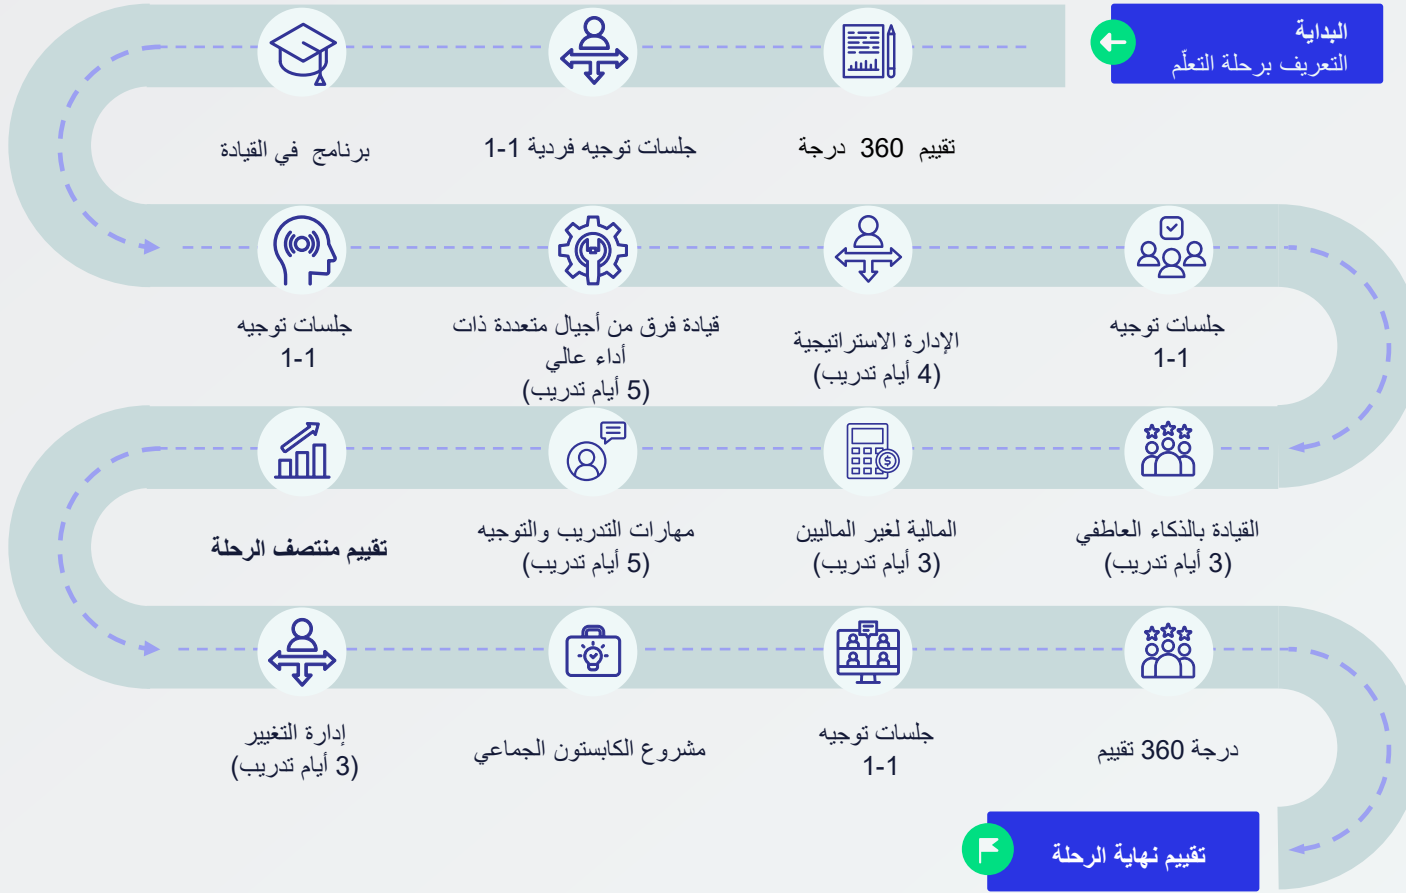 البداية
التعريف برحلة التعلّم
تقييم 360 درجة
جلسات توجيه فردية 1-1
برنامج في القيادة
جلسات توجيه
1-1
قيادة فرق من أجيال متعددة ذات
أداء عالي
(5 أيام تدريب)
الإدارة الاستراتيجية
(4 أيام تدريب)
جلسات توجيه
1-1
القيادة بالذكاء العاطفي
(3 أيام تدريب)
المالية لغير الماليين
(3 أيام تدريب)
مهارات التدريب والتوجيه
(5 أيام تدريب)
تقييم منتصف الرحلة
إدارة التغيير
(3 أيام تدريب)
مشروع الكابستون الجماعي
جلسات توجيه
1-1
درجة 360 تقييم
تقييم نهاية الرحلة